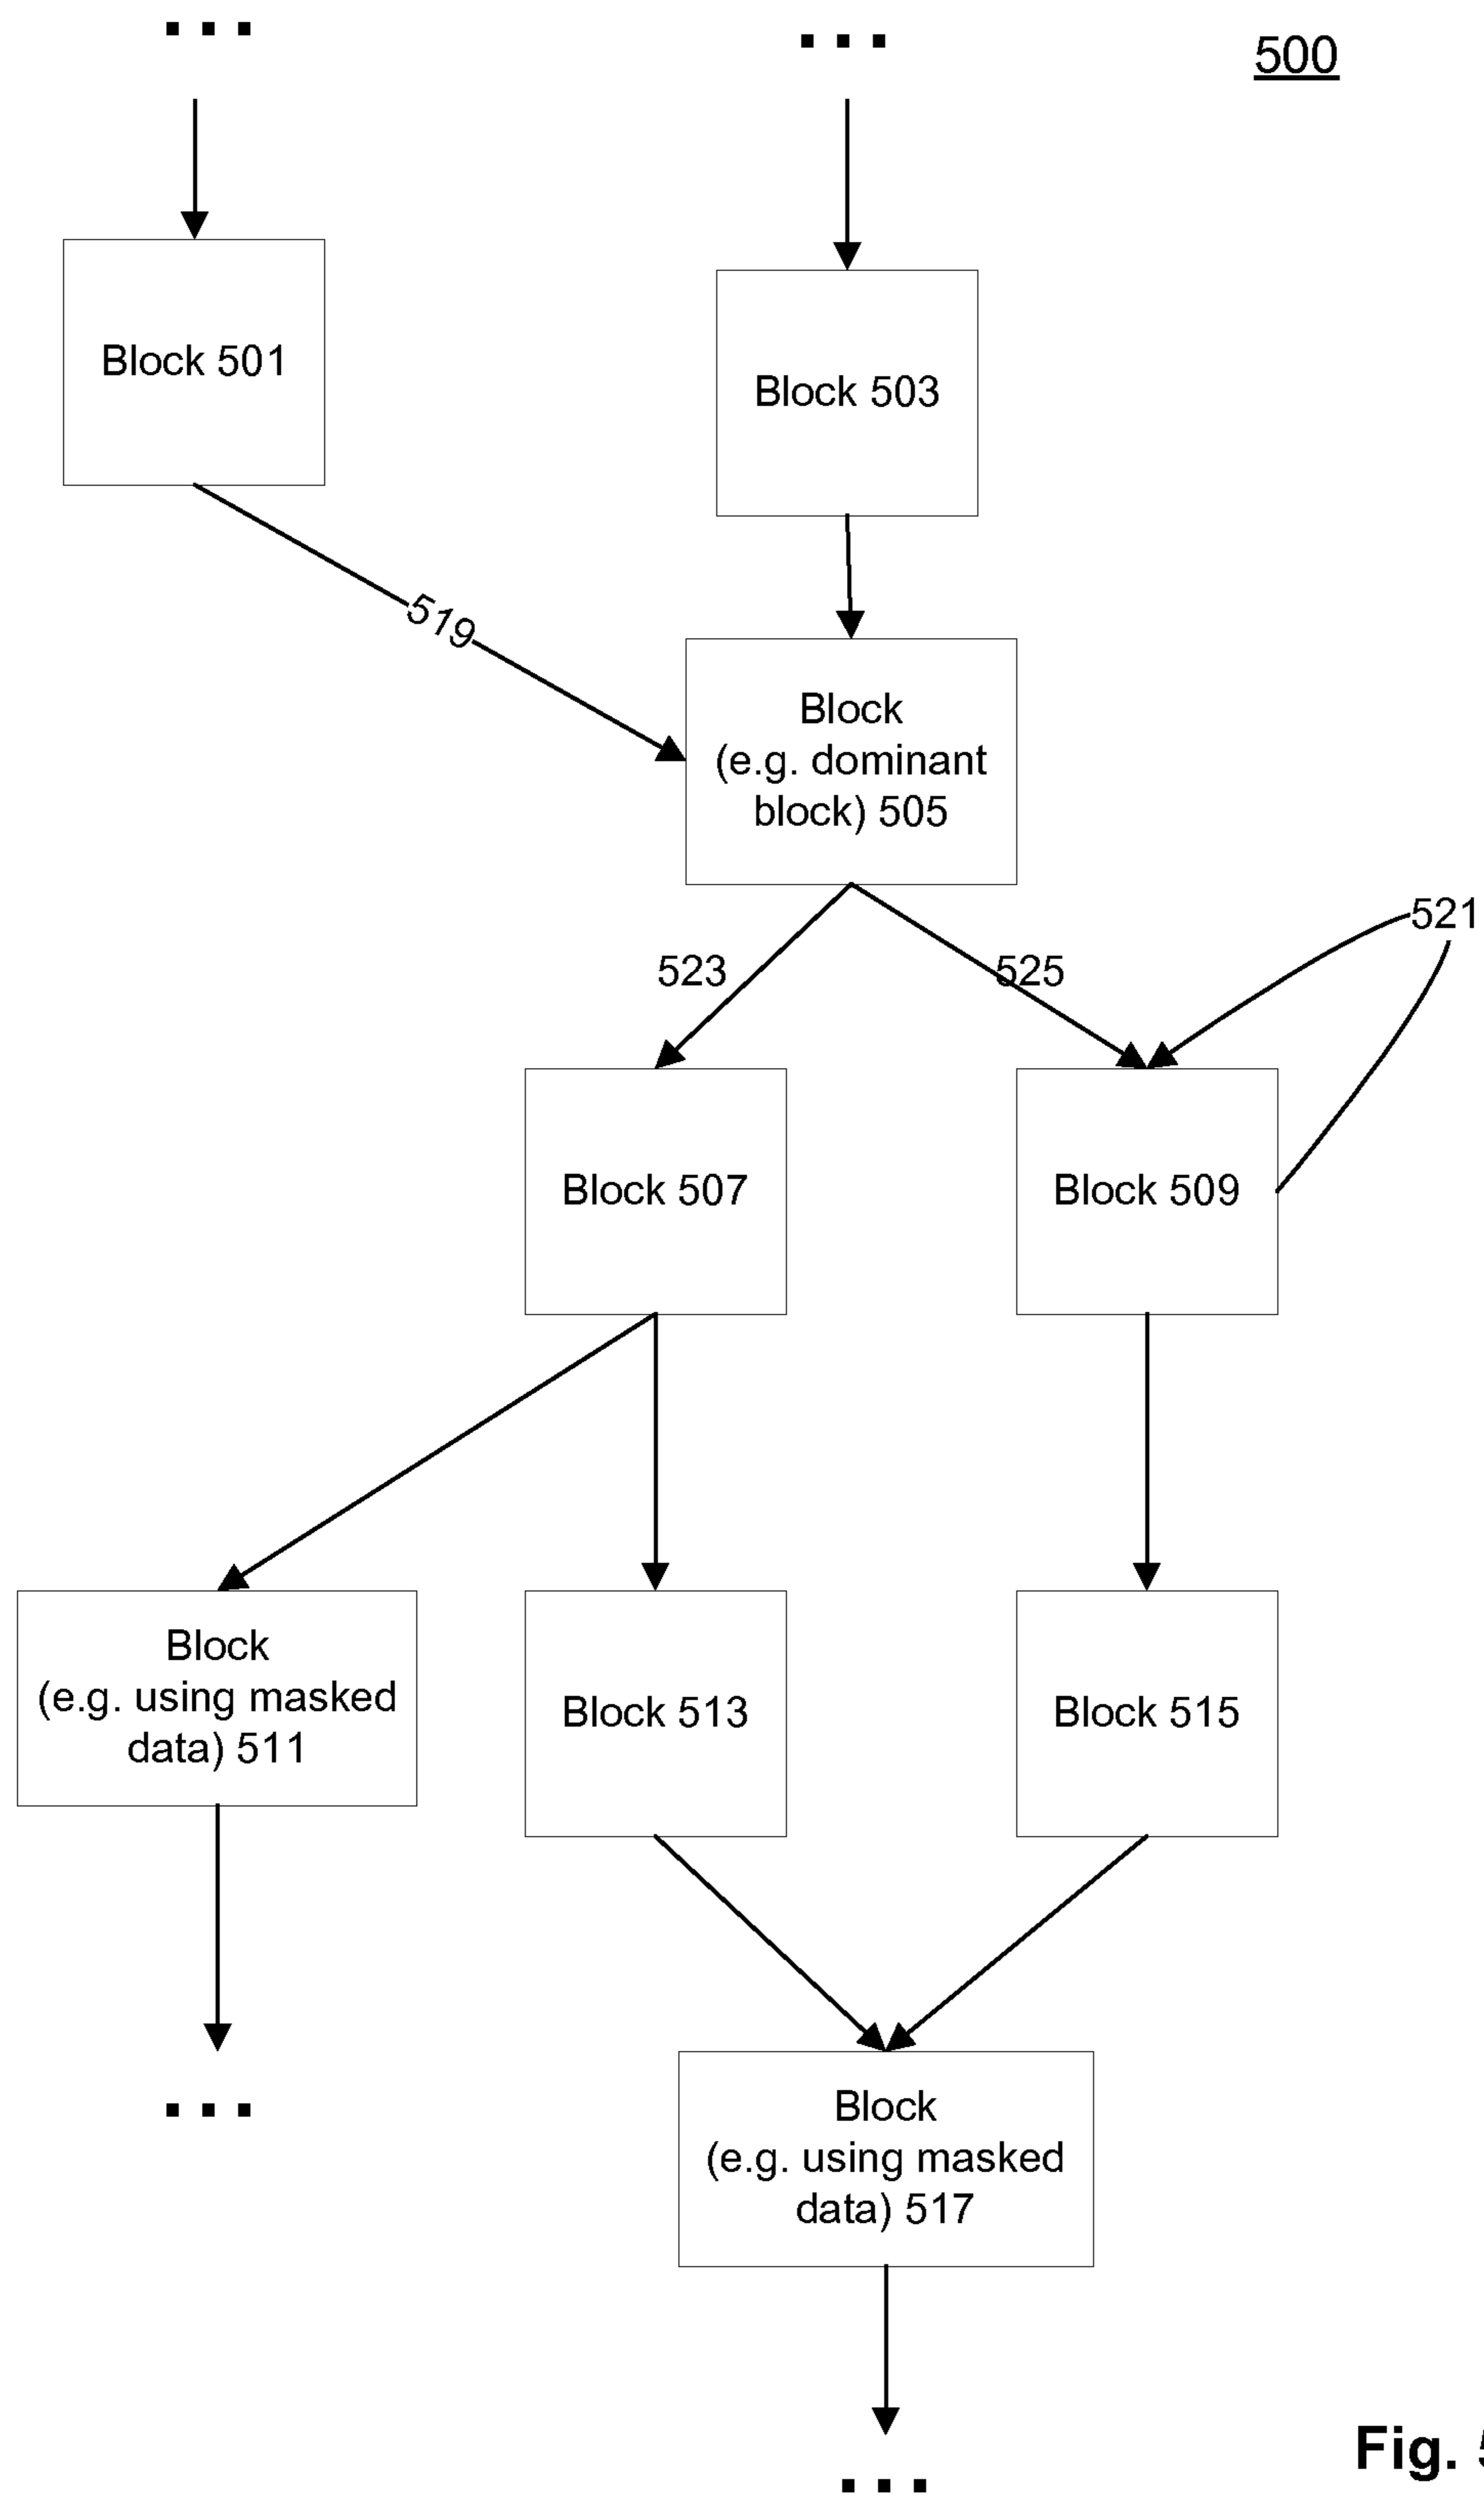 ...
...
500
Block 501
Block 503
519
Block
(e.g. dominant
block) 505
521
523
525
Block 507
Block 509
Block
(e.g. using masked
data) 511
Block 513
Block 515
...
Block
(e.g. using masked
data) 517
Fig.
...